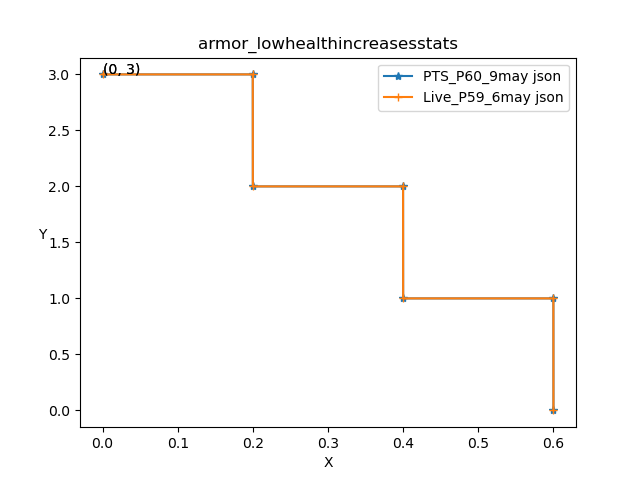 armor_lowhealthincreasesstats
(0, 3)
PTS_P60_9may json
Live_P59_6may json
3.0
2.5
2.0
1.5
1.0
0.5
0.0
Y
0.0 0.1 0.2 0.3 0.4 0.5 0.6
X